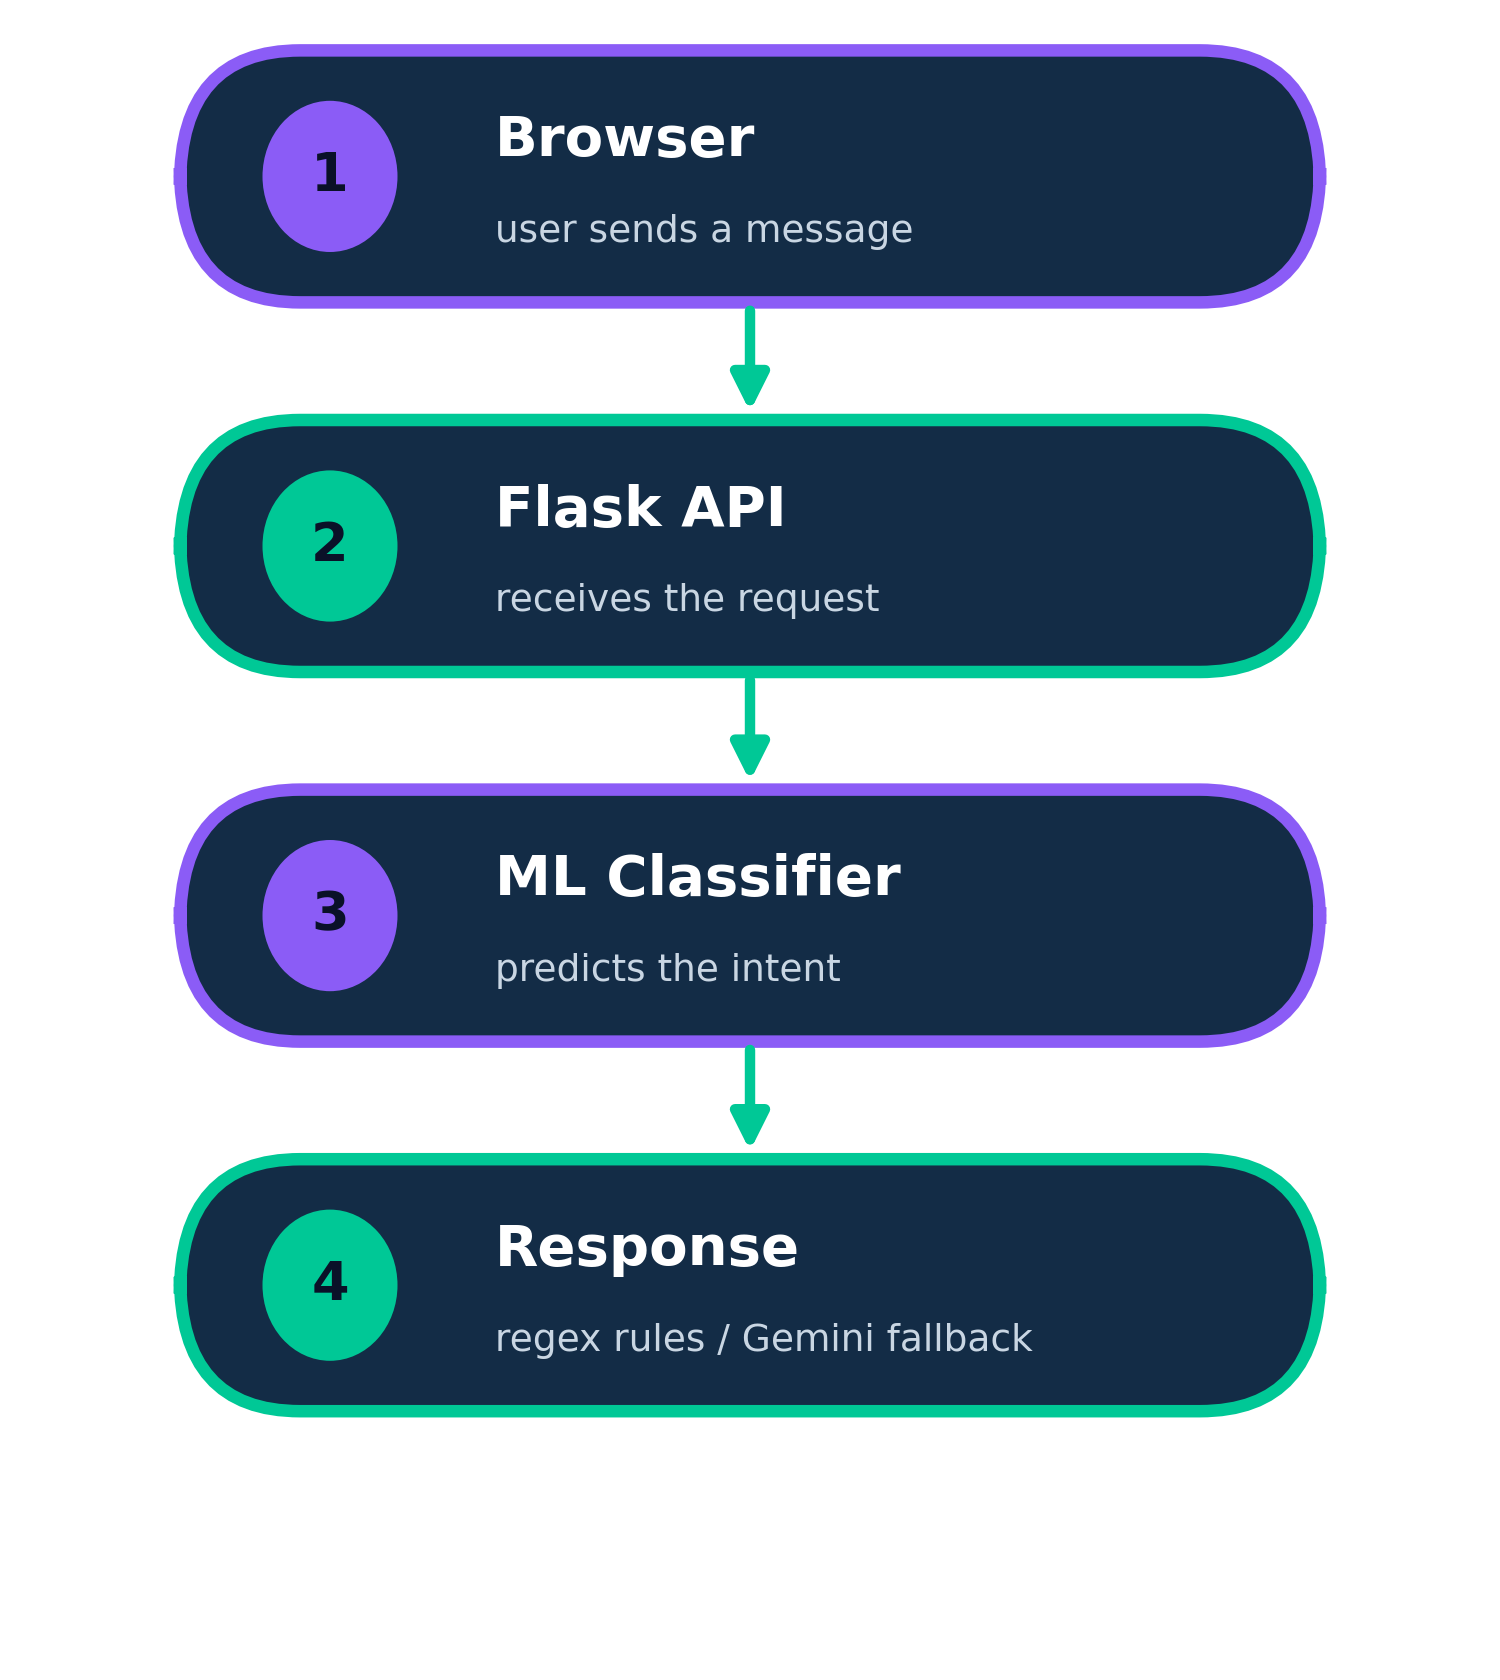 1
Browser
user sends a message
2
Flask API
receives the request
3
ML Classifier
predicts the intent
4
Response
regex rules / Gemini fallback